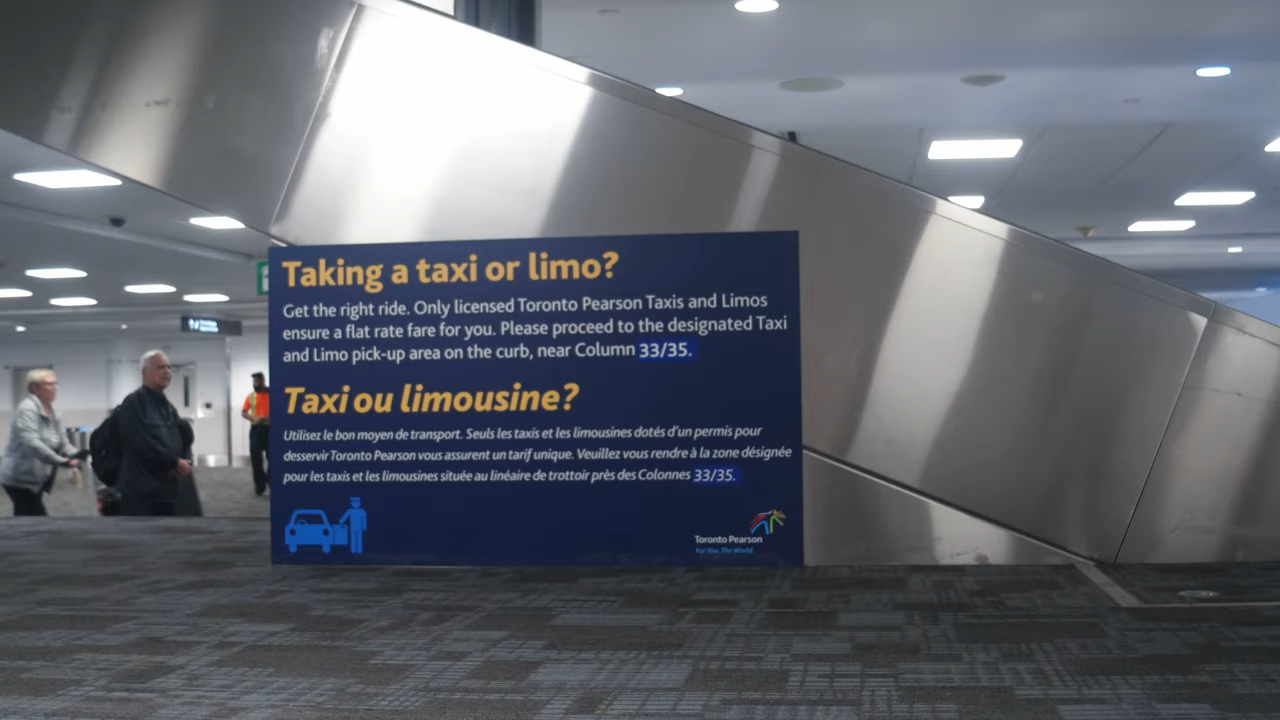 Taking a taxi or limo?
Get the right ride. Only licensed Toronto Pearson Taxis and Limos
ensure a flat rate fare for you. Please proceed to the designated Taxi
and Limo pick-up area on the curb, near Column 33/35.
Taxi ou limousine?
Utilisez le bon moyen de transport. Seuls les taxis et les limousines dotés d'un permis pour
desservir Toronto Pearson vous assurent un tarif unique. Veuillez vous rendre à la zone désignée
pour les taxis et les limousines située au linéaire de trottoir près des Colonnes 33/35.
Toronto Pearson
For You. The World